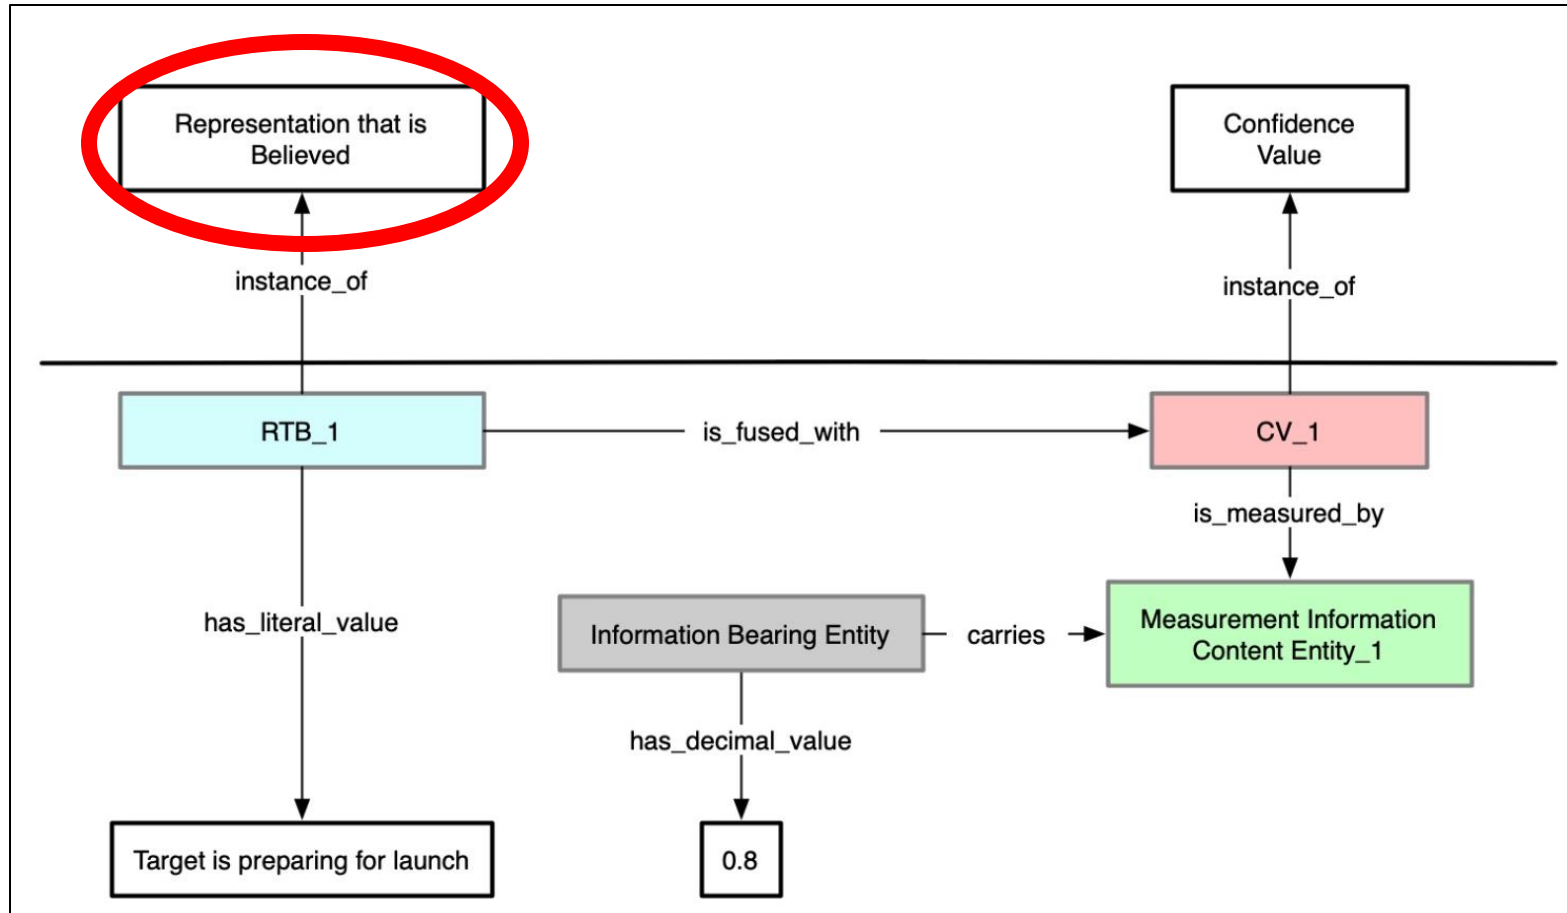 Representation that is
Believed
Confidence
Value
instance_of
instance_of
RTB_1
is_fused_with
CV_1
is_measured_by
has_literal_value
Information Bearing Entity
carries
Measurement Information
Content Entity_1
has_decimal_value
Target is preparing for launch
0.8